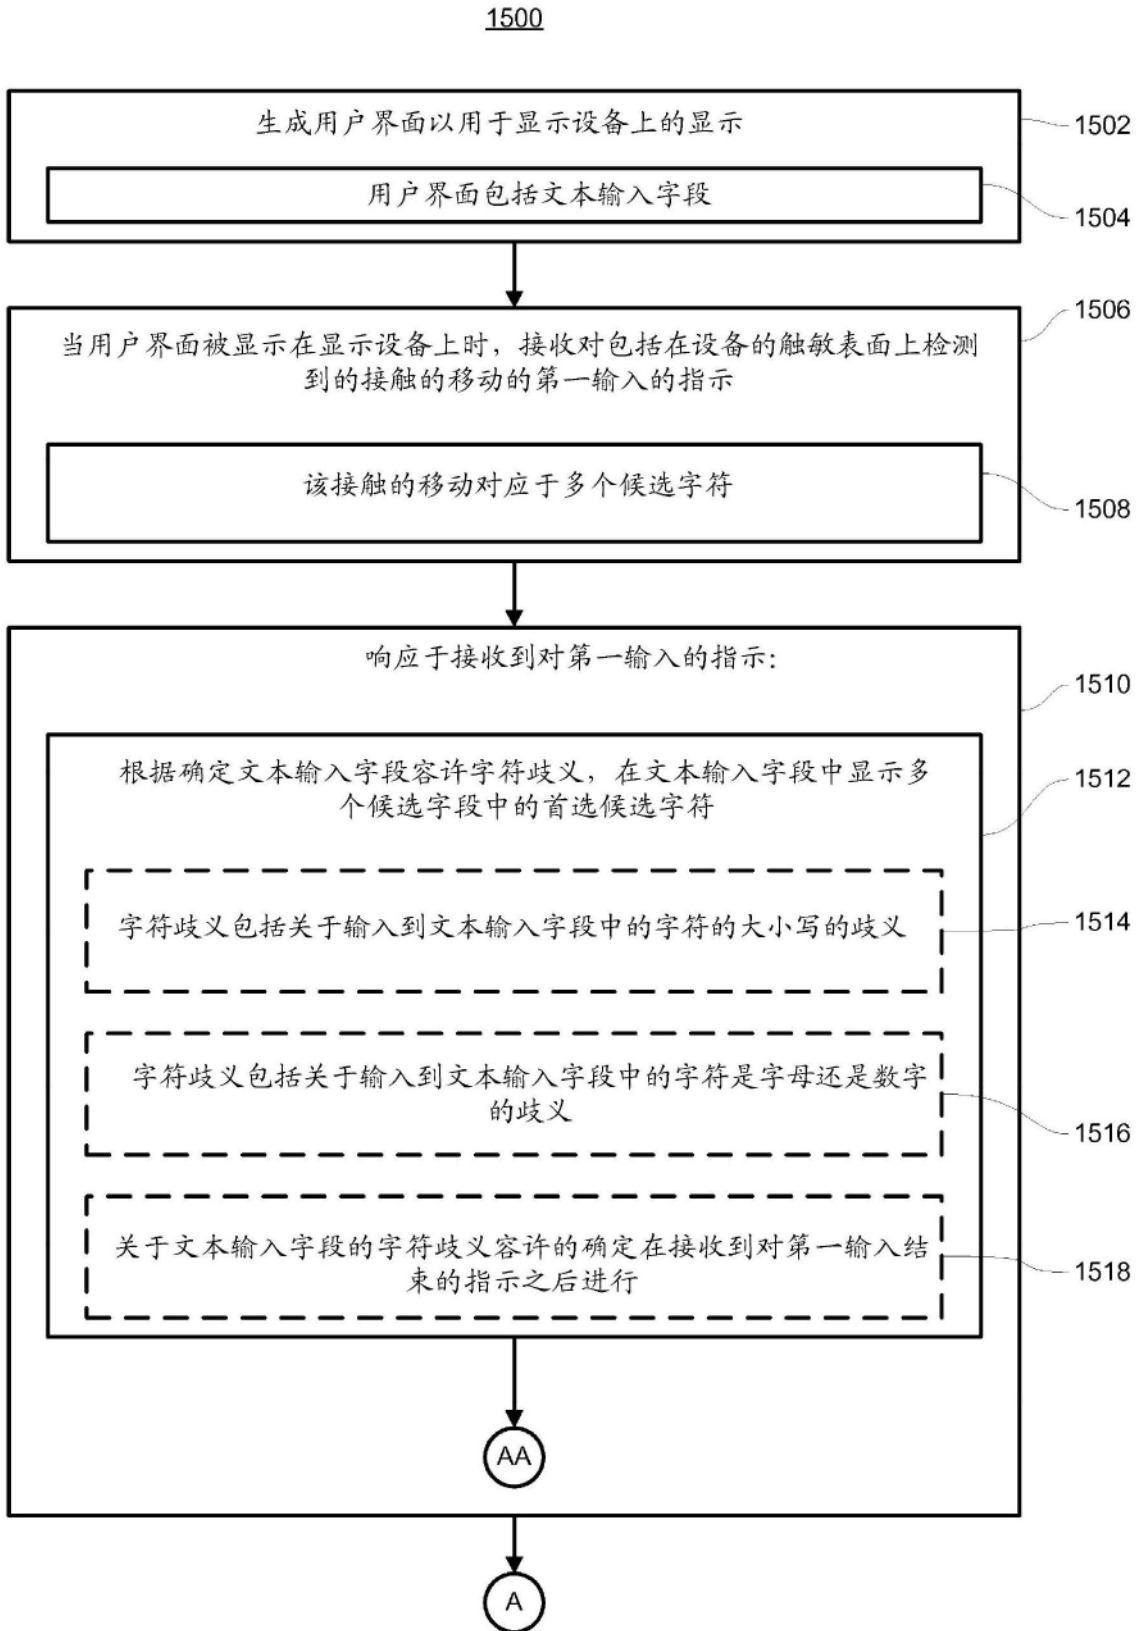 1500
生成用户界面以用于显示设备上的显示
1502
用户界面包括文本输入字段
1504
1506
当用户界面被显示在显示设备上时，接收对包括在设备的触敏表面上检测
到的接触的移动的第一输入的指示
该接触的移动对应于多个候选字符
1508
响应于接收到对第一输入的指示：
1510
根据确定文本输入字段容许字符歧义，在文本输入字段中显示多
个候选字段中的首选候选字符
1512
字符歧义包括关于输入到文本输入字段中的字符的大小写的歧义
1514
字符歧义包括关于输入到文本输入字段中的字符是字母还是数字
的歧义
1516
关于文本输入字段的字符歧义容许的确定在接收到对第一输入结
束的指示之后进行
1518
AA
A